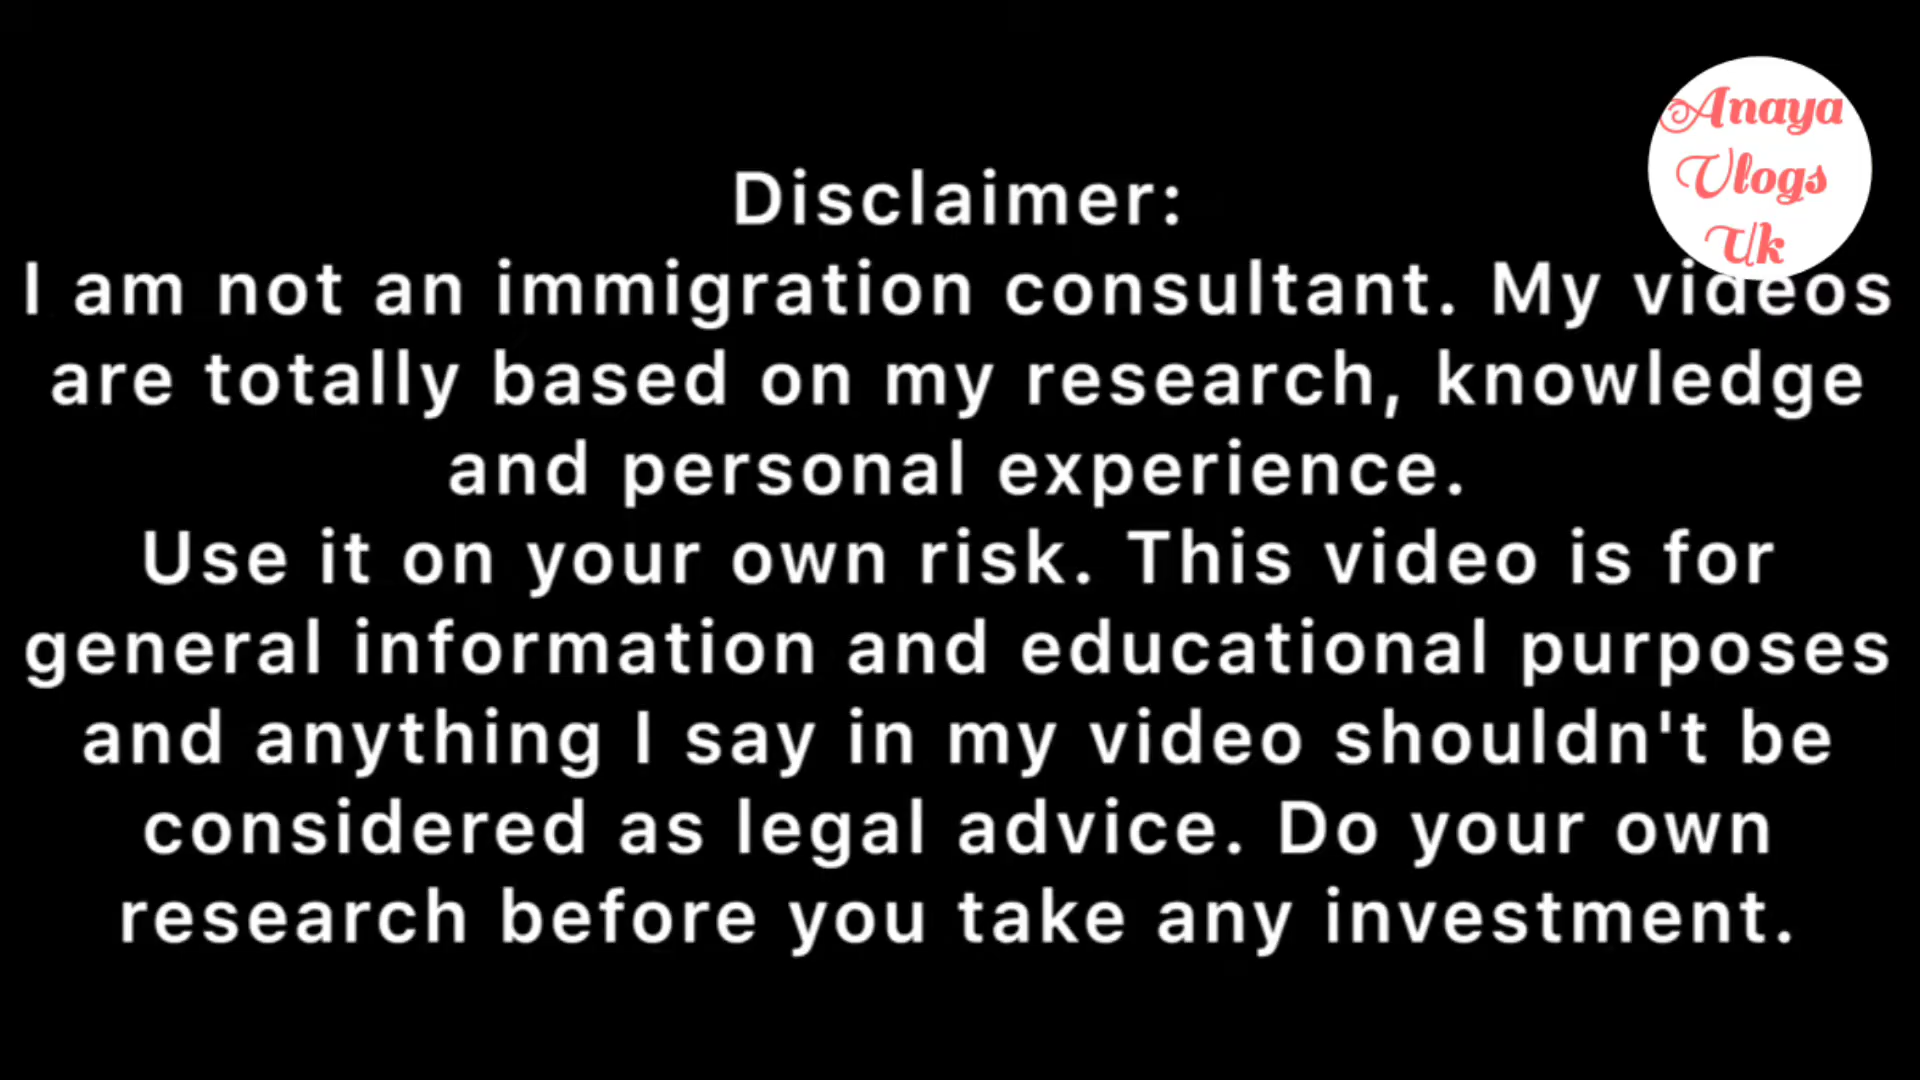 Anaya
Vlogs
Uk
Disclaimer:
I am not an immigration consultant. My videos
are totally based on my research, knowledge
and personal experience.
Use it on your own risk. This video is for
general information and educational purposes
and anything I say in my video shouldn't be
considered as legal advice. Do your own
research before you take any investment.